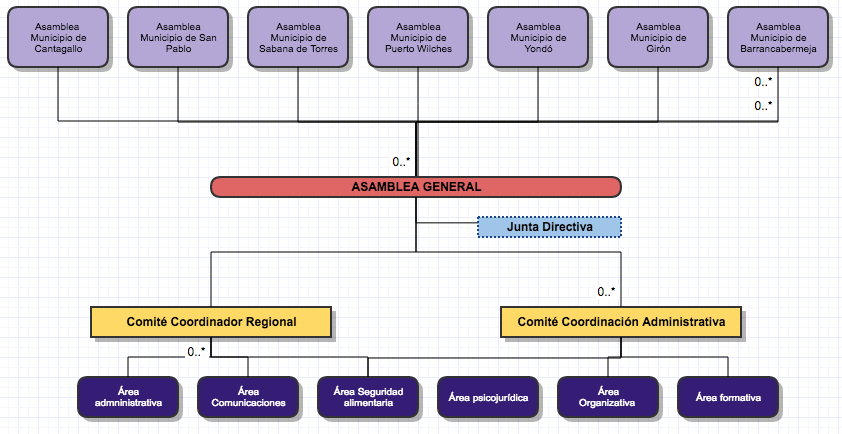 Asamblea
Municipio de
Cantagallo
Asamblea
Municipio de San
Pablo
Asamblea
Municipio de
Sabana de Torres
Asamblea
Municipio de
Puerto Wilches
Asamblea
Municipio de
Yondó
Asamblea
Municipio de
Girón
Asamblea
Municipio de
Barrancabermeja
0..*
0..*
0..*
ASAMBLEA GENERAL
Junta Directiva
0..*
Comité Coordinador Regional
Comité Coordinación Administrativa
0..*
Área
admninistrativa
Área
Comunicaciones
Área Seguridad
alimentaria
Área psicojurídica
Área
Organizativa
Área formativa